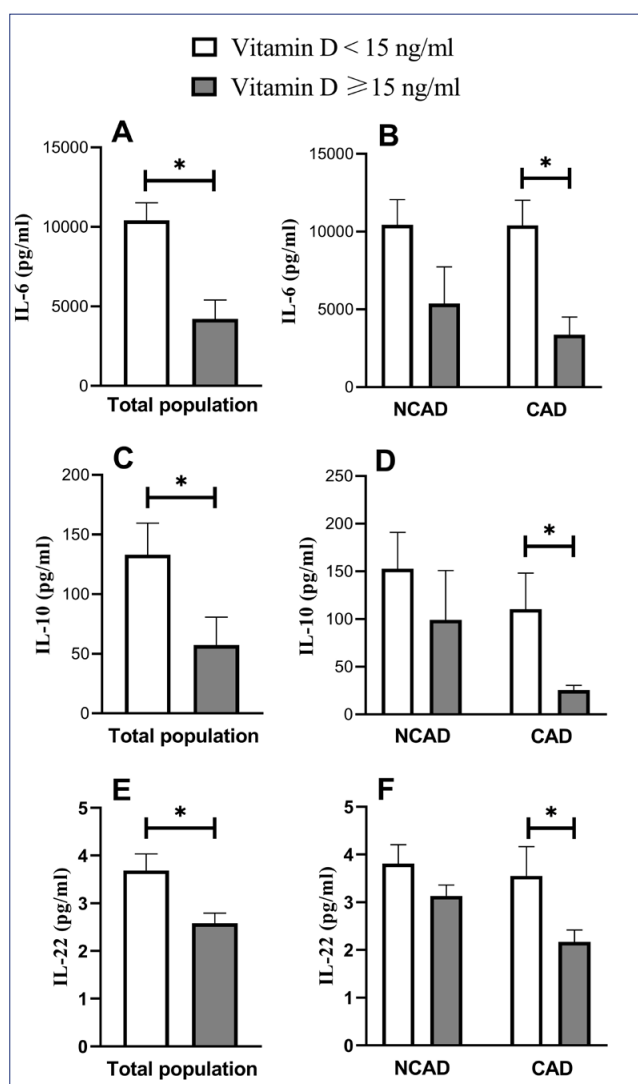 Vitamin D < 15 ng/ml
Vitamin D ≥15 ng/ml
A
IL-6 (pg/ml)
15000
10000
5000
0
*
Total population
B
IL-6 (pg/ml)
15000
10000
5000
0
*
NCAD CAD
C
IL-10 (pg/ml)
200
150
100
50
0
*
Total population
D
IL-10 (pg/ml)
250
200
150
100
50
0
*
NCAD CAD
E
IL-22 (pg/ml)
5
4
3
2
1
0
*
Total population
F
IL-22 (pg/ml)
5
4
3
2
1
0
*
NCAD CAD